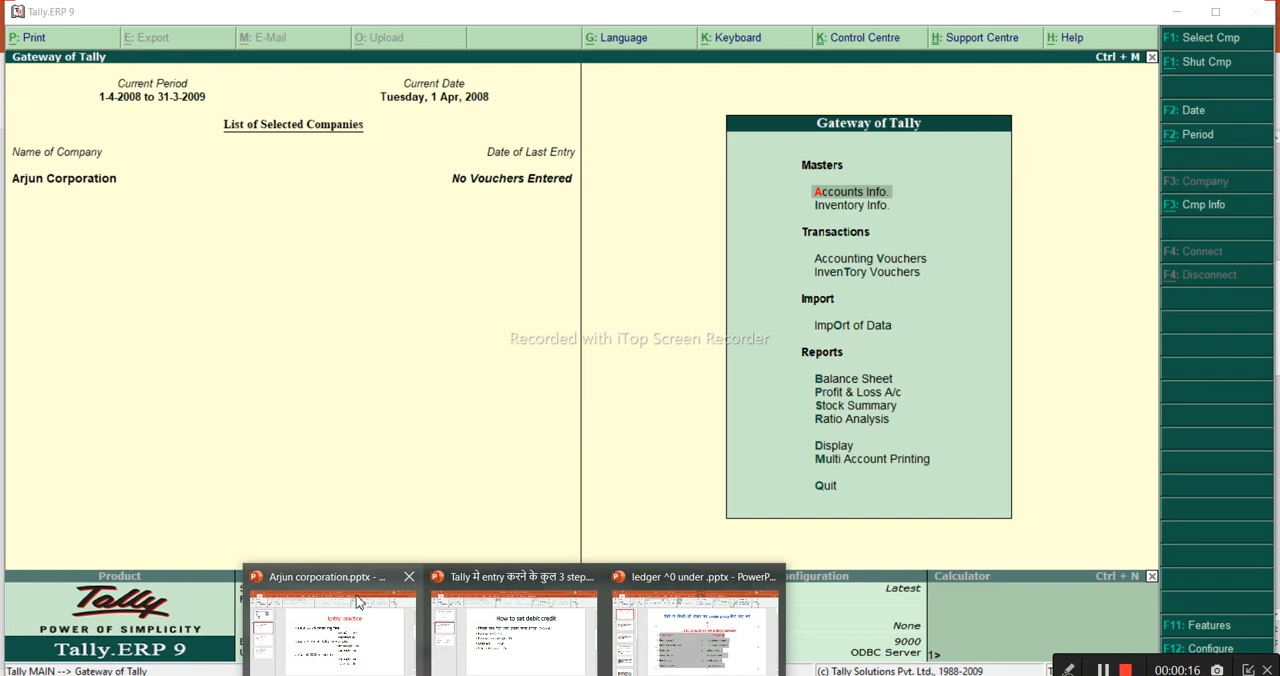 Tally.ERP 9
P: Print
E: Export
M: E-Mail
O: Upload
G: Language
K: Keyboard
K: Control Centre
H: Support Centre
H: Help
F1: Select Cmp
Gateway of Tally
Ctrl + M
F1: Shut Cmp
Current Period
Current Date
1-4-2008 to 31-3-2009
Tuesday, 1 Apr, 2008
List of Selected Companies
Name of Company
Date of Last Entry
Arjun Corporation
No Vouchers Entered
Gateway of Tally
Masters
Accounts Info.
Inventory Info.
Transactions
Accounting Vouchers
InvenTory Vouchers
Import
ImpOrt of Data
Reports
Balance Sheet
Profit & Loss A/c
Stock Summary
Ratio Analysis
Display
Multi Account Printing
Quit
F2: Date
F2: Period
F3: Company
F3: Cmp Info
F4: Connect
F4: Disconnect
F11: Features
F12: Configure
Recorded with iTop Screen Recorder
Arjun corporation.pptx - ...
Tally मे entry करने के कुल 3 step....
ledger ^0 under .pptx - PowerP...
Entry practice
How to set debit credit
Product
Tally
POWER OF SIMPLICITY
Tally.ERP 9
nfiguration
Latest
None
9000
ODBC Server
Calculator
Ctrl + N
1>
Tally MAIN --> Gateway of Tally
(c) Tally Solutions Pvt. Ltd., 1988-2009
00:00:16